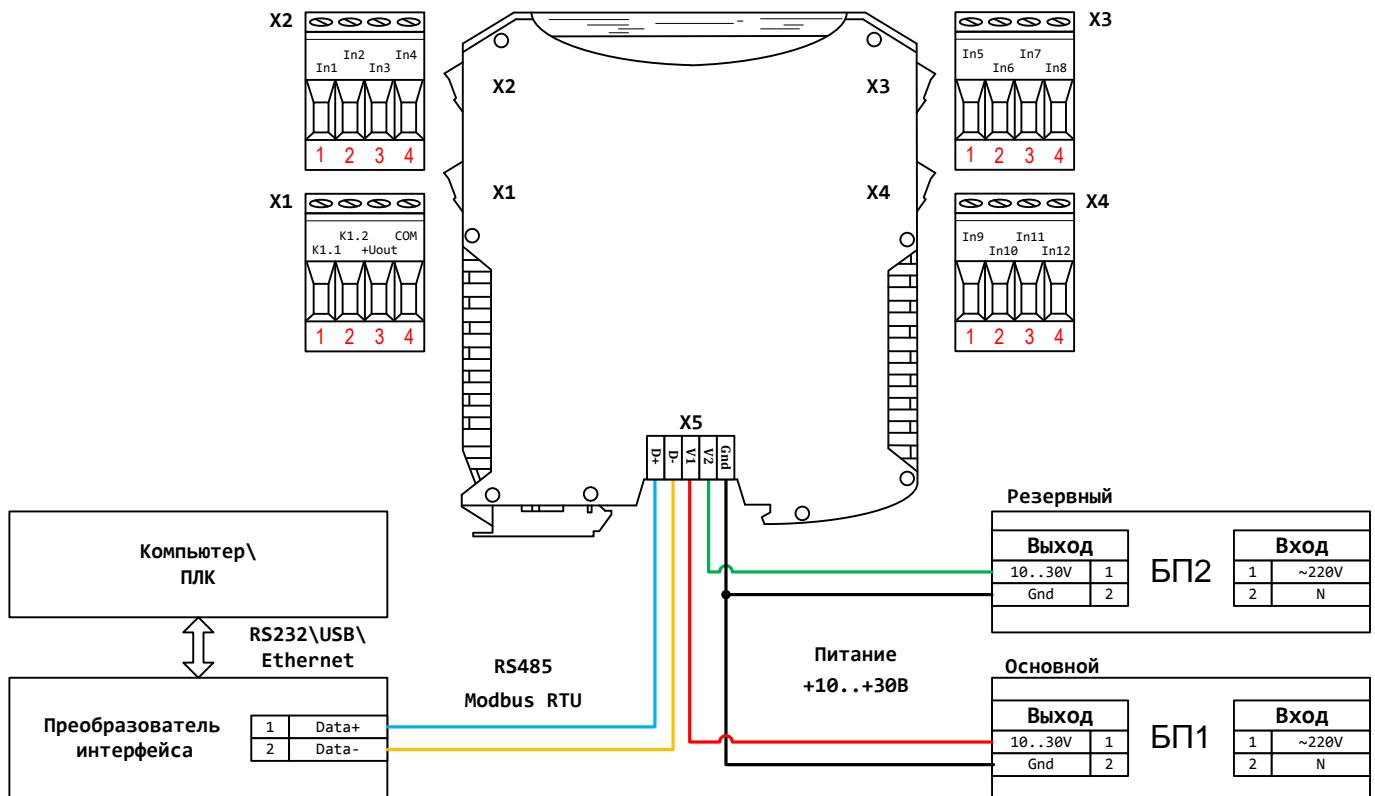 X2
In2 In4
In1 In3
1 2 3 4
X1
K1.2 COM
K1.1 +Uout
1 2 3 4
X2
X3
X1
X4
X3
In5 In7
In6 In8
1 2 3 4
X4
In9 In11
In10 In12
1 2 3 4
X5
D+ D- V1 V2 Gnd
Компьютер\
ПЛК
RS232\USB\
Ethernet
Преобразователь
интерфейса
1 Data+
2 Data-
RS485
Modbus RTU
Питание
+10..+30В
Резервный
Выход
10..30V 1
Gnd 2
БП2
Вход
1 ~220V
2 N
Основной
Выход
10..30V 1
Gnd 2
БП1
Вход
1 ~220V
2 N